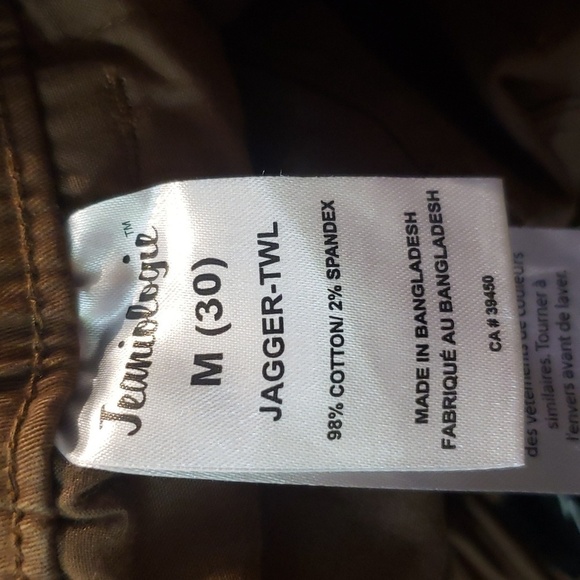 Jeaniologie™
M (30)
JAGGER-TWL
98% COTTON/ 2% SPANDEX
MADE IN BANGLADESH
FABRIQUÉ AU BANGLADESH
CA # 39450
des vêtements de couleurs
similaires. Tourner à
l'envers avant de laver.